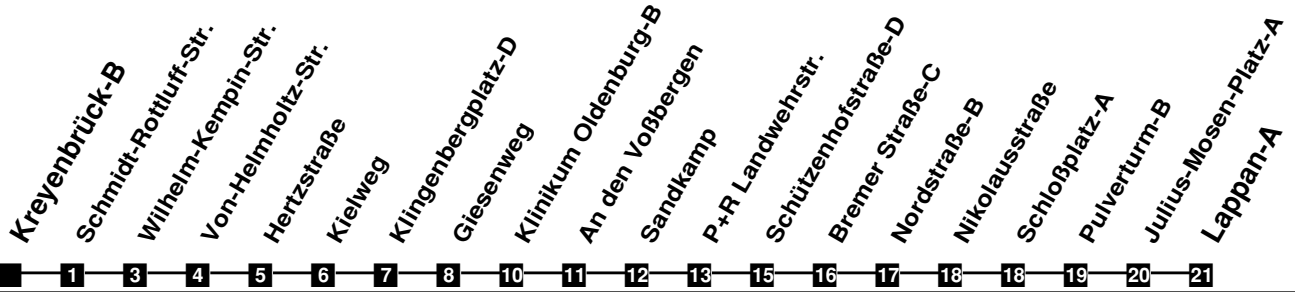 Kreyenbrück-B
Schmidt-Rottluff-Str.
Wilhelm-Kempin-Str.
Von-Helmholtz-Str.
Hertzstraße
Kielweg
Klingenbergplatz-D
Giesenweg
Klinikum Oldenburg-B
An den Voßbergen
Sandkamp
P+R Landwehrstr.
Schützenhofstraße-D
Bremer Straße-C
Nordstraße-B
Nikolausstraße
Schloßplatz-A
Pulverturm-B
Julius-Mosen-Platz-A
Lappan-A
1 3 4 5 6 7 8 10 11 12 13 15 16 17 18 18 19 20 21